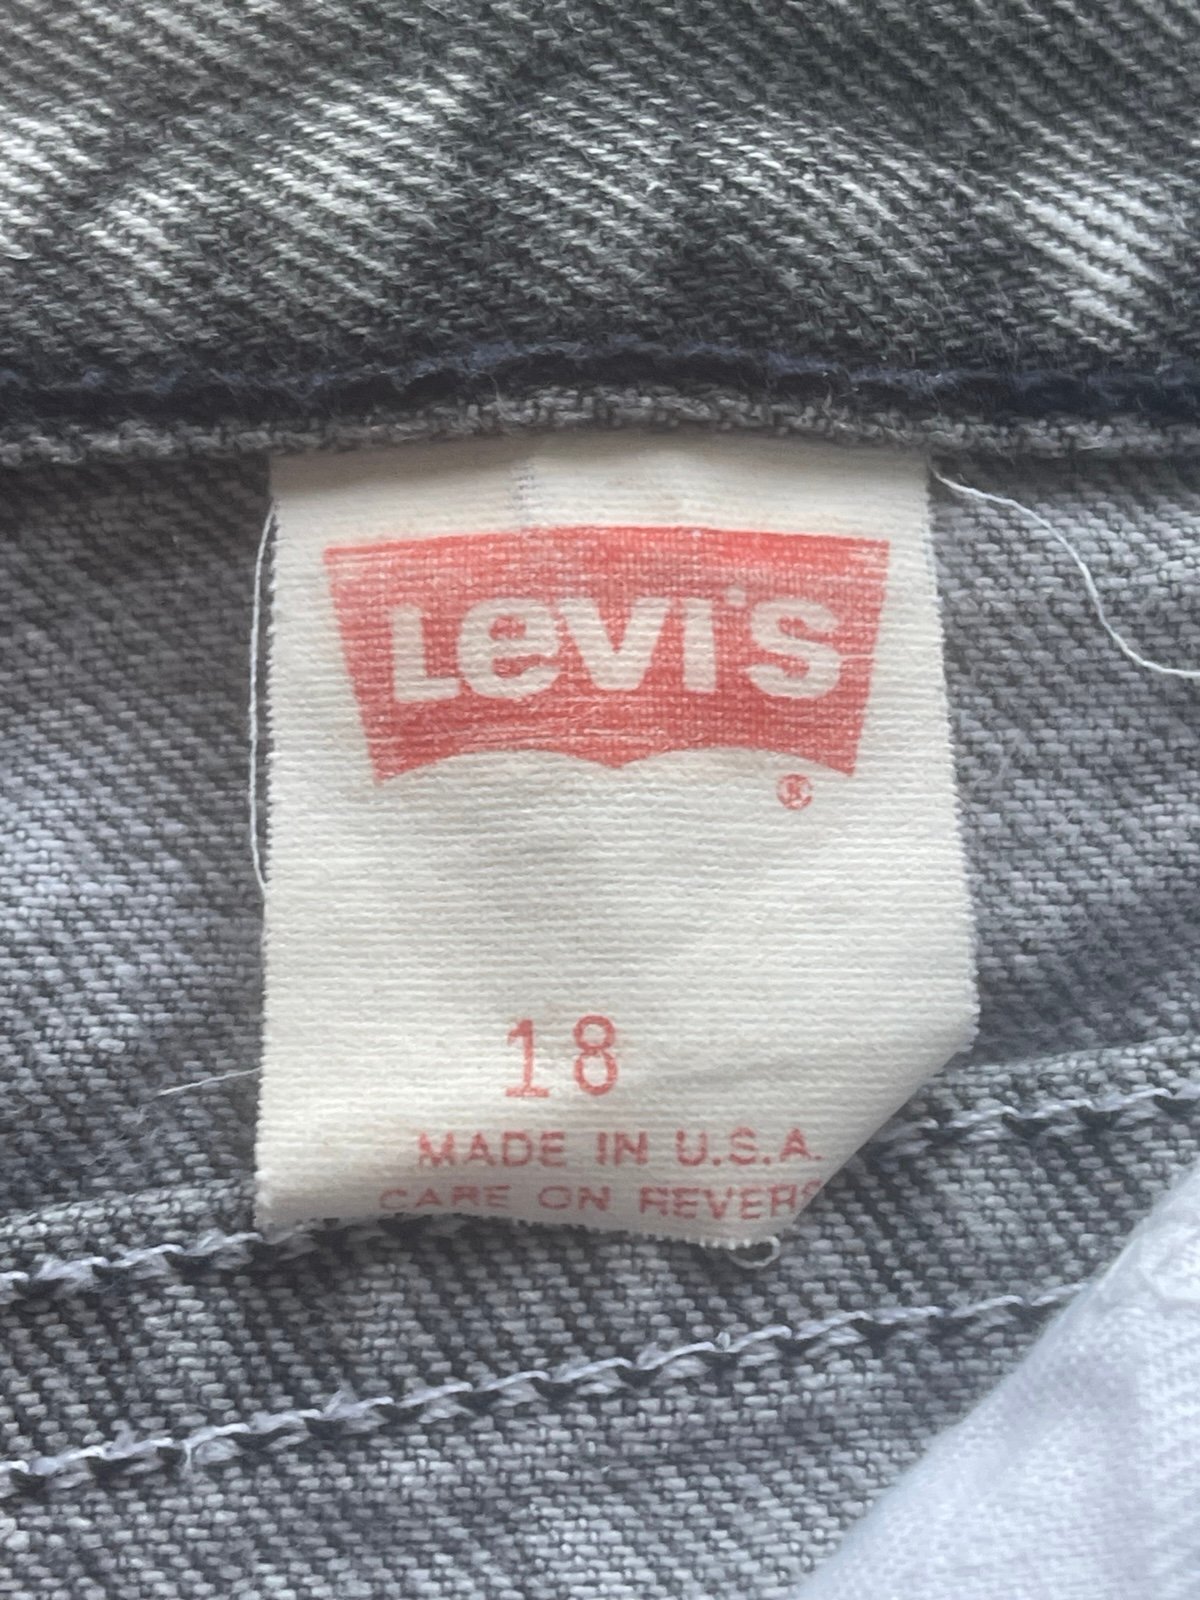 Levi's
®
18
MADE IN U.S.A.
CARE ON REVERS